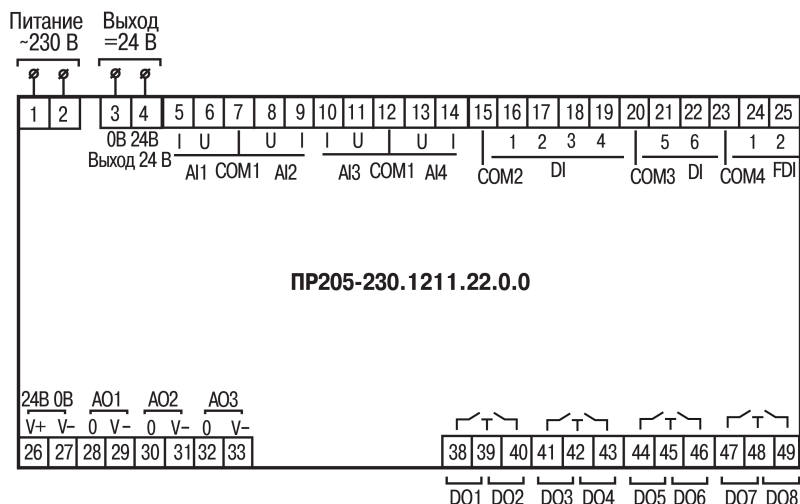 Питание Выход
~230 В =24 В
1 2 3 4 5 6 7 8 9 10 11 12 13 14 15 16 17 18 19 20 21 22 23 24 25
0В 24В I U U I I U U I 1 2 3 4 5 6 1 2
Выход 24 В AI1 COM1 AI2 AI3 COM1 AI4 COM2 DI COM3 DI COM4 FDI
ПР205-230.1211.22.0.0
24В 0В AO1 AO2 AO3
V+ V– 0 V– 0 V– 0 V–
26 27 28 29 30 31 32 33 38 39 40 41 42 43 44 45 46 47 48 49
DO1 DO2 DO3 DO4 DO5 DO6 DO7 DO8